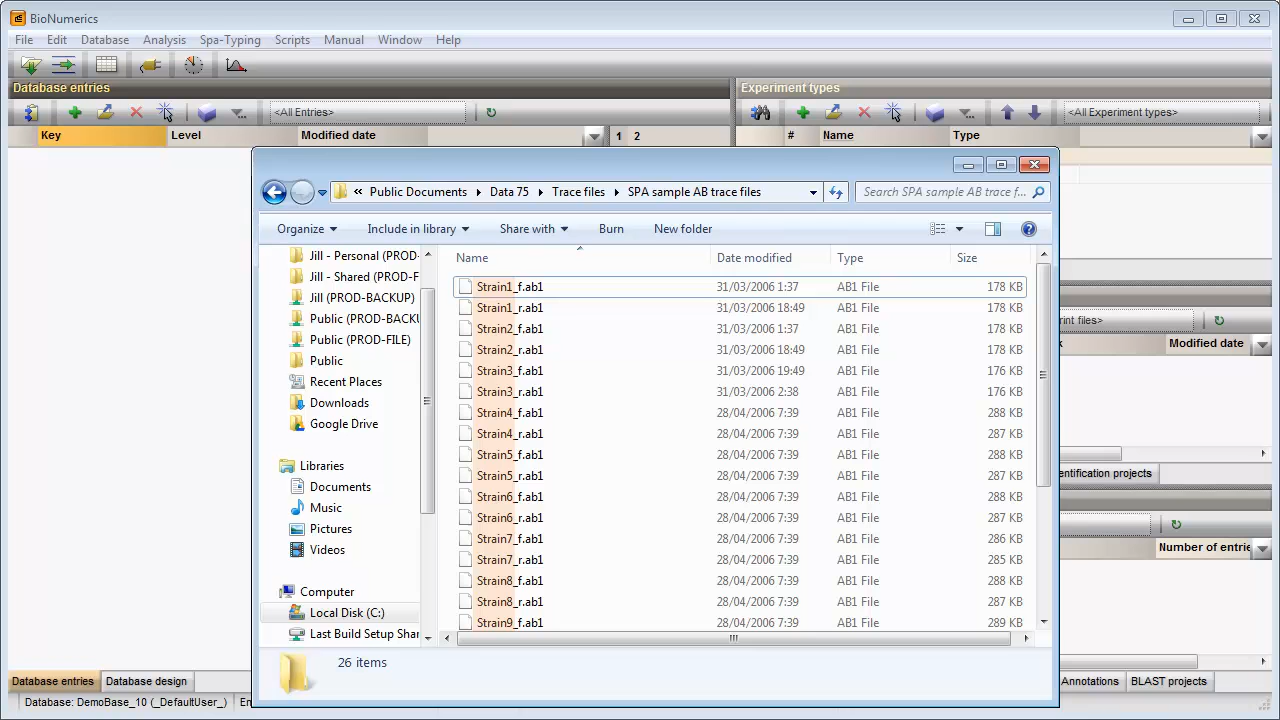 BioNumerics
File Edit Database Analysis Spa-Typing Scripts Manual Window Help
Database entries
Experiment types
<All Entries>
<All Experiment types>
Key Level Modified date 1 2
# Name Type
« Public Documents Data 75 Trace files SPA sample AB trace files
Search SPA sample AB trace f...
Organize Include in library Share with Burn New folder
Name Date modified Type Size
Jill - Personal (PROD-
Jill - Shared (PROD-F
Jill (PROD-BACKUP)
Public (PROD-BACKU
Public (PROD-FILE)
Public
Recent Places
Downloads
Google Drive
Libraries
Documents
Music
Pictures
Videos
Computer
Local Disk (C:)
Last Build Setup Shar
Strain1_f.ab1 31/03/2006 1:37 AB1 File 178 KB
Strain1_r.ab1 31/03/2006 18:49 AB1 File 178 KB
Strain2_f.ab1 31/03/2006 1:37 AB1 File 178 KB
Strain2_r.ab1 31/03/2006 18:49 AB1 File 178 KB
Strain3_f.ab1 31/03/2006 19:49 AB1 File 176 KB
Strain3_r.ab1 31/03/2006 2:38 AB1 File 176 KB
Strain4_f.ab1 28/04/2006 7:39 AB1 File 288 KB
Strain4_r.ab1 28/04/2006 7:39 AB1 File 287 KB
Strain5_f.ab1 28/04/2006 7:39 AB1 File 288 KB
Strain5_r.ab1 28/04/2006 7:39 AB1 File 287 KB
Strain6_f.ab1 28/04/2006 7:39 AB1 File 288 KB
Strain6_r.ab1 28/04/2006 7:39 AB1 File 287 KB
Strain7_f.ab1 28/04/2006 7:39 AB1 File 286 KB
Strain7_r.ab1 28/04/2006 7:39 AB1 File 285 KB
Strain8_f.ab1 28/04/2006 7:39 AB1 File 288 KB
Strain8_r.ab1 28/04/2006 7:39 AB1 File 287 KB
Strain9_f.ab1 28/04/2006 7:39 AB1 File 289 KB
26 items
rint files>
k Modified date
entification projects
Number of entrie
Database entries Database design
Annotations BLAST projects
Database: DemoBase_10 (_DefaultUser_) En